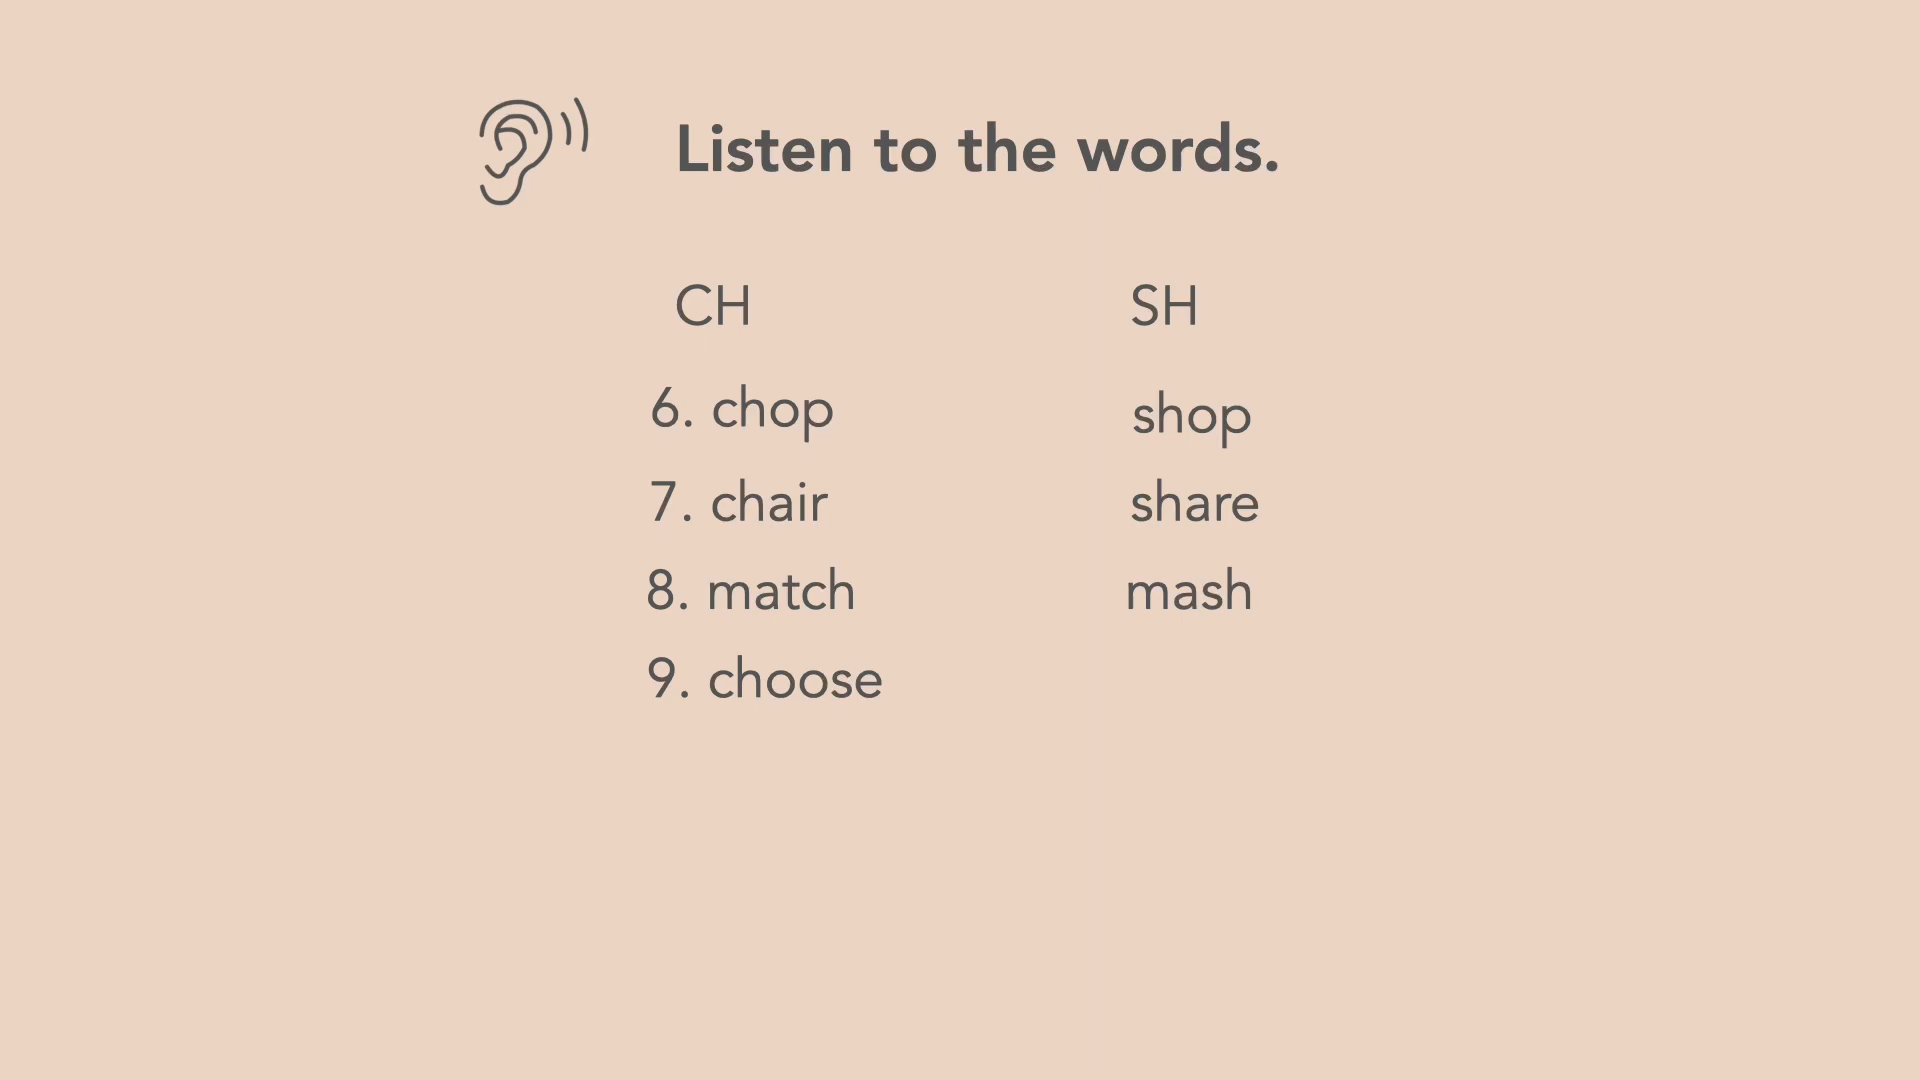 Listen to the words.
CH SH
6. chop shop
7. chair share
8. match mash
9. choose